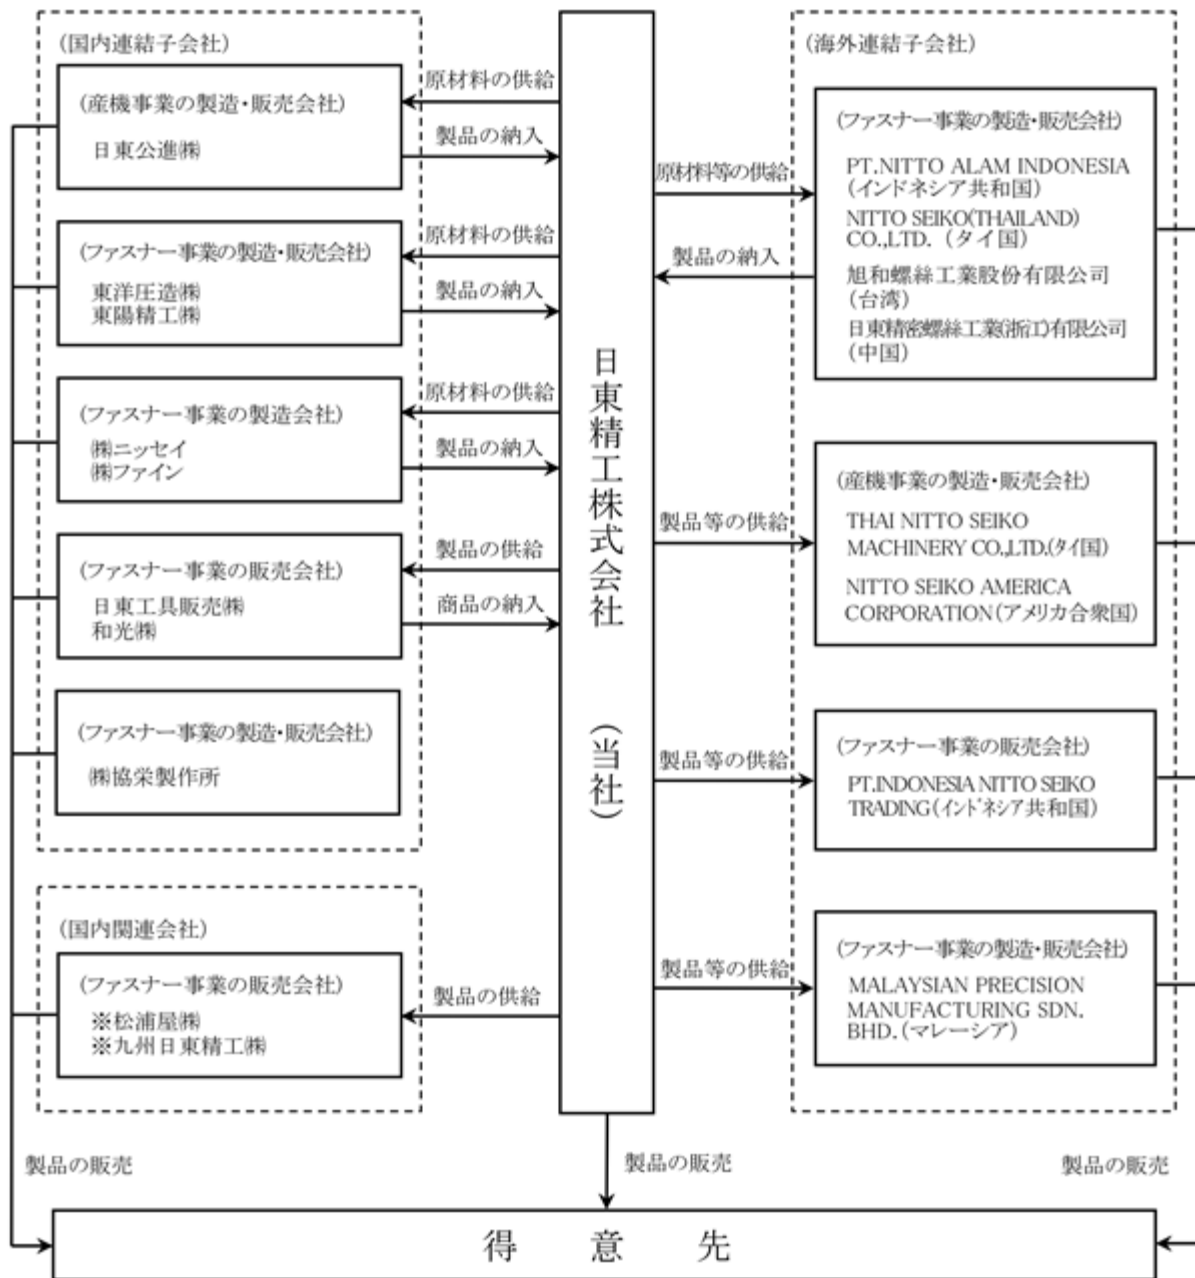 (国内連結子会社)
(産機事業の製造・販売会社)
日東公進㈱
原材料の供給
製品の納入
(ファスナー事業の製造・販売会社)
東洋圧造㈱
東陽精工㈱
原材料の供給
製品の納入
(ファスナー事業の製造会社)
㈱ニッセイ
㈱ファイン
原材料の供給
製品の納入
(ファスナー事業の販売会社)
日東工具販売㈱
和光㈱
製品の供給
商品の納入
(ファスナー事業の製造・販売会社)
㈱協栄製作所
(国内関連会社)
(ファスナー事業の販売会社)
※松浦屋㈱
※九州日東精工㈱
製品の供給
日東精工株式会社 (当社)
(海外連結子会社)
原材料等の供給
製品の納入
(ファスナー事業の製造・販売会社)
PT.NITTO ALAM INDONESIA
(インドネシア共和国)
NITTO SEIKO(THAILAND)
CO.,LTD. (タイ国)
旭和螺絲工業股份有限公司
(台湾)
日東精密螺絲工業(浙江)有限公司
(中国)
製品等の供給
(産機事業の製造・販売会社)
THAI NITTO SEIKO
MACHINERY CO.,LTD.(タイ国)
NITTO SEIKO AMERICA
CORPORATION(アメリカ合衆国)
製品等の供給
(ファスナー事業の販売会社)
PT.INDONESIA NITTO SEIKO
TRADING(インドネシア共和国)
製品等の供給
(ファスナー事業の製造・販売会社)
MALAYSIAN PRECISION
MANUFACTURING SDN.
BHD.(マレーシア)
製品の販売
製品の販売
製品の販売
得意先